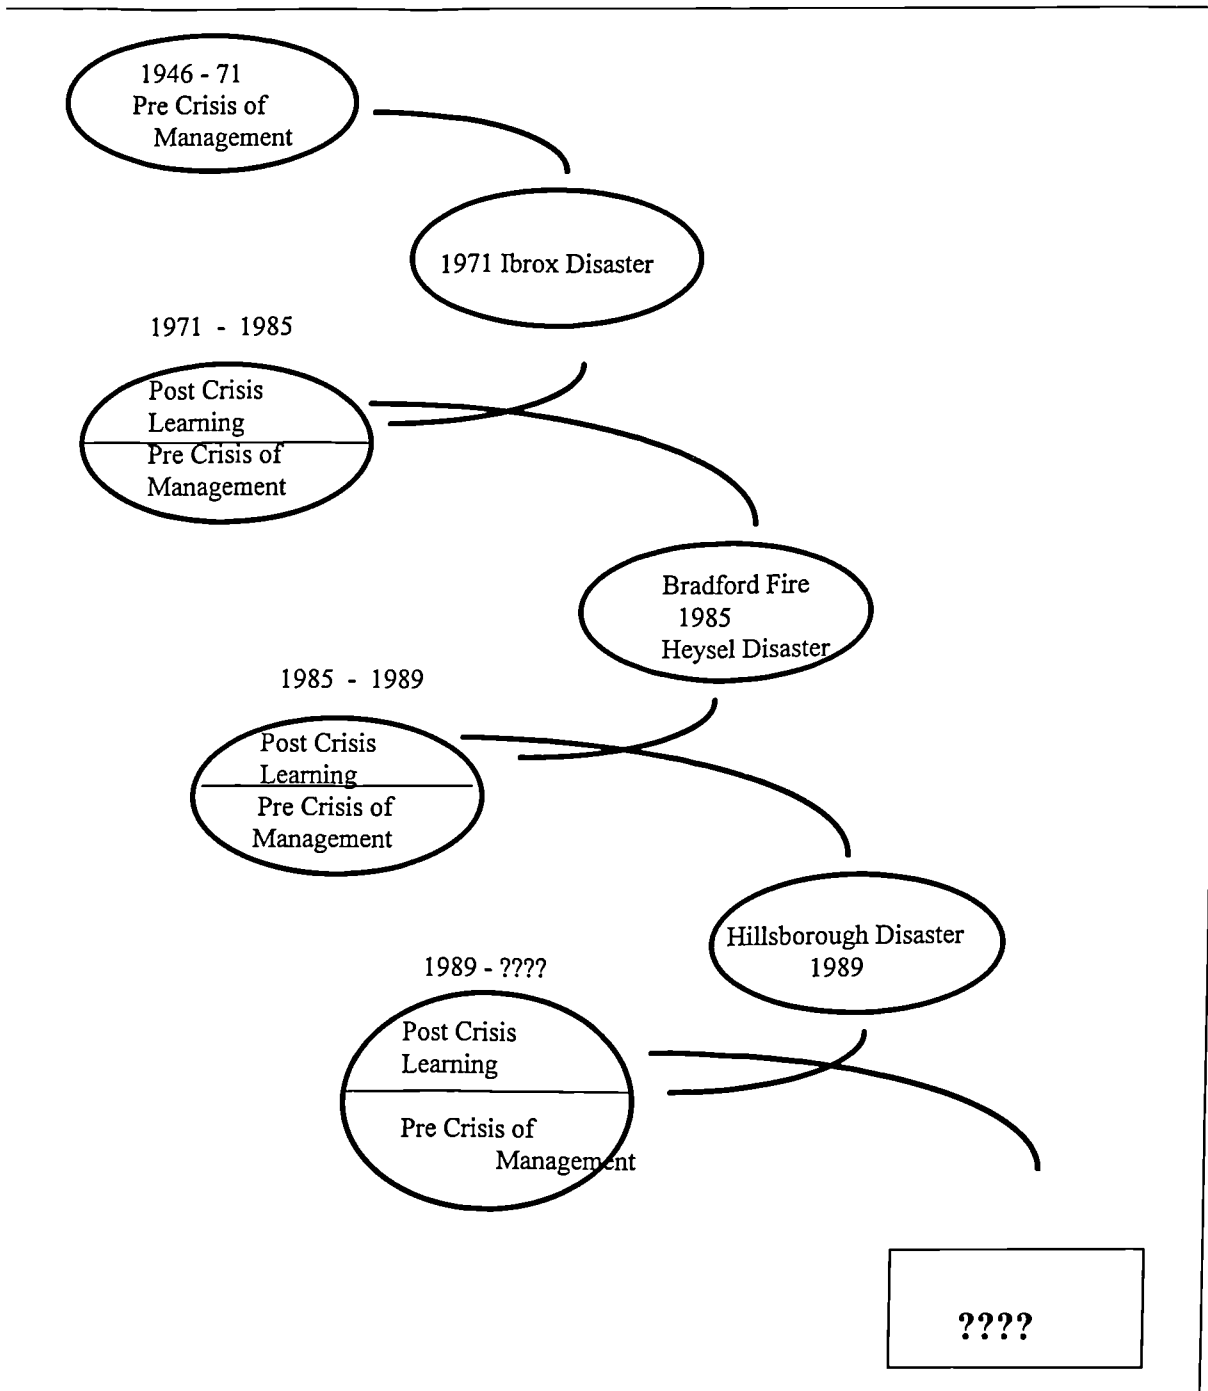 1946 - 71
Pre Crisis of
Management
1971 Ibrox Disaster
1971 - 1985
Post Crisis
Learning
Pre Crisis of
Management
Bradford Fire
1985
Heysel Disaster
1985 - 1989
Post Crisis
Learning
Pre Crisis of
Management
Hillsborough Disaster
1989
1989 - ????
Post Crisis
Learning
Pre Crisis of
Management
????